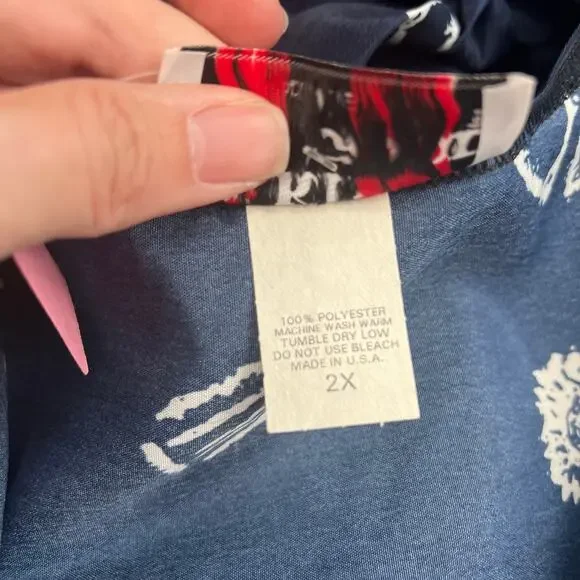 100% POLYESTER
MACHINE WASH WARM
TUMBLE DRY LOW
DO NOT USE BLEACH
MADE IN U.S.A.
2X